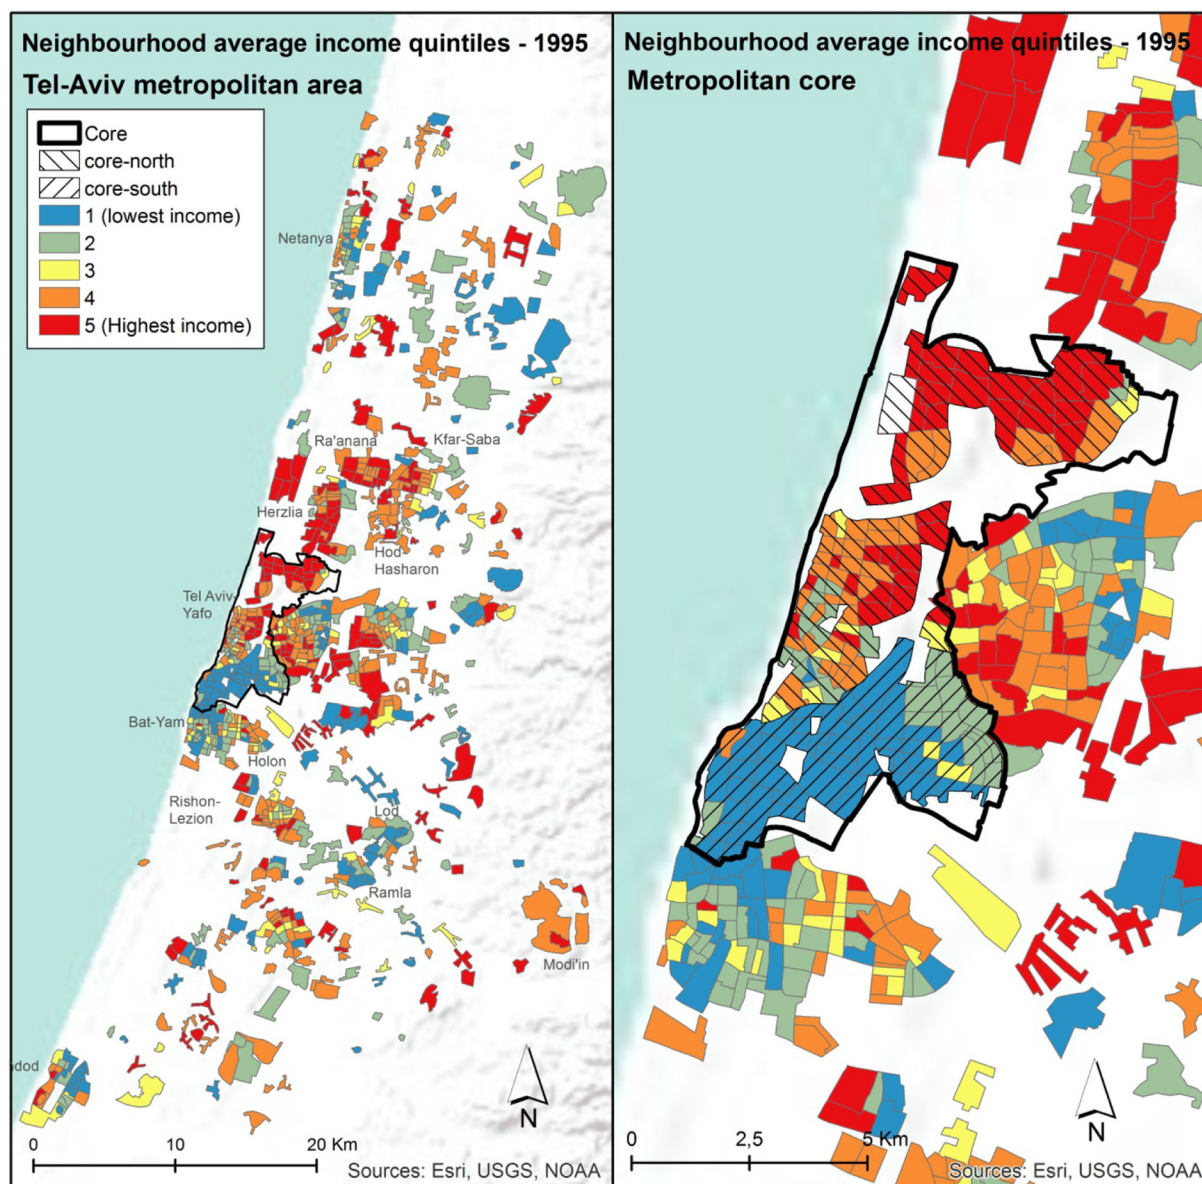 Neighbourhood average income quintiles - 1995
Tel-Aviv metropolitan area
Core
core-north
core-south
1 (lowest income)
2
3
4
5 (Highest income)
Netanya
Ra'anana
Kfar-Saba
Herzlia
Hod
Hasharon
Tel Aviv-
Yafo
Bat-Yam
Holon
Rishon-
Lezion
Lod
Ramla
Modi'in
dod
N
0
10
20 Km
Sources: Esri, USGS, NOAA
Neighbourhood average income quintiles - 1995
Metropolitan core
N
0
2,5
5 Km
Sources: Esri, USGS, NOAA